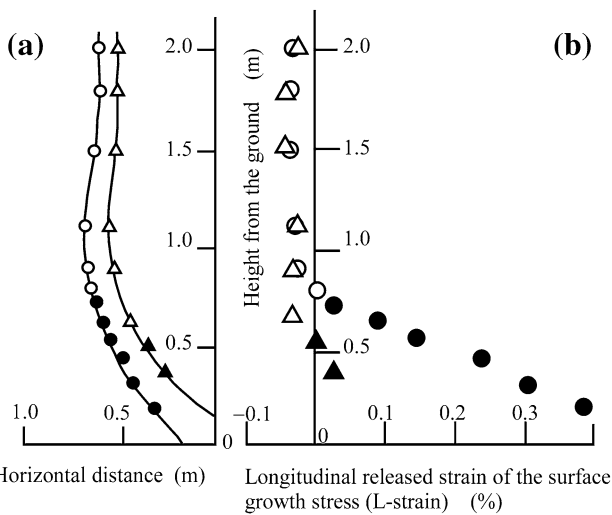 (a)
2.0
1.5
1.0
0.5
0
1.0
0.5
Horizontal distance (m)
Height from the ground (m)
(b)
2.0
1.5
1.0
0.5
0
−0.1
0.1
0.2
0.3
Longitudinal released strain of the surface
growth stress (L-strain) (%)